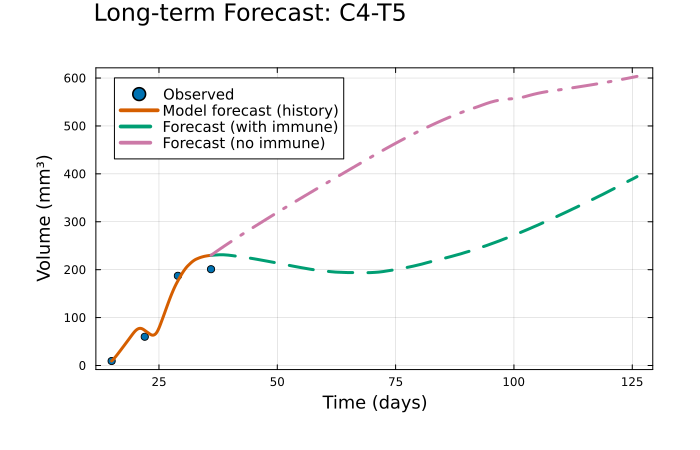 Long-term Forecast: C4-T5
Observed
Model forecast (history)
Forecast (with immune)
Forecast (no immune)
Volume (mm³)
600
500
400
300
200
100
0
25 50 75 100 125
Time (days)